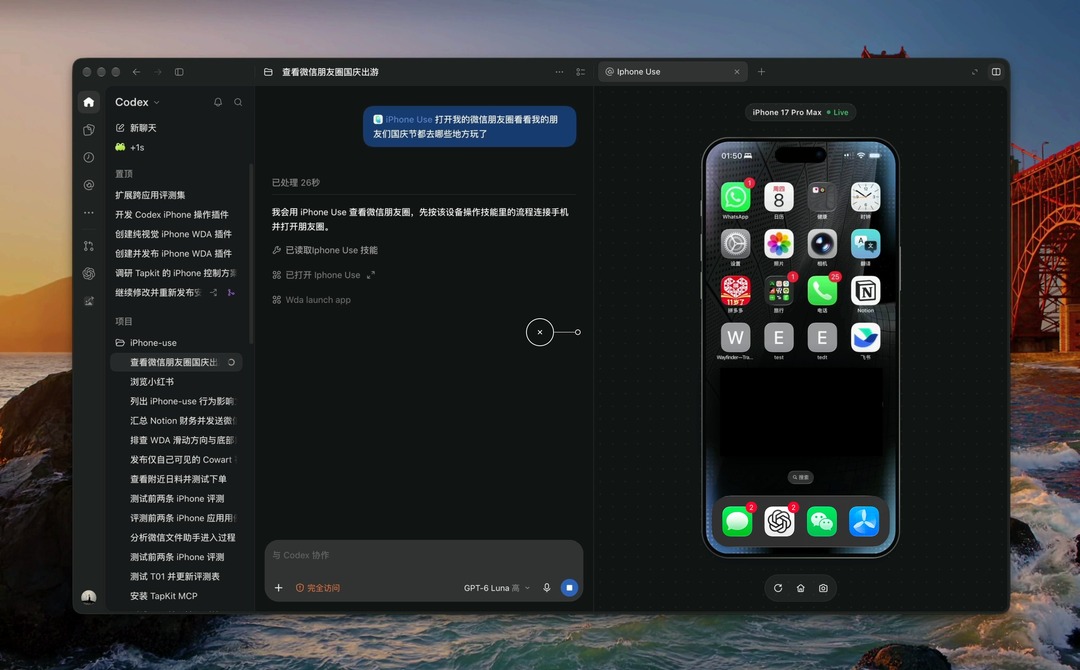 查看微信朋友圈国庆出游
Iphone Use
Codex
新聊天
+1s
置顶
扩展跨应用评测集
开发 Codex iPhone 操作插件
创建纯视觉 iPhone WDA 插件
创建并发布 iPhone WDA 插件
调研 Tapkit 的 iPhone 控制方案
继续修改并重新发布安
项目
iPhone-use
查看微信朋友圈国庆出
浏览小红书
列出 iPhone-use 行为影响
汇总 Notion 财务并发送微信
排查 WDA 滑动方向与底部
发布仅自己可见的 Cowart
查看附近日料并测试下单
测试前两条 iPhone 评测
评测前两条 iPhone 应用用
分析微信文件助手进入过程
测试前两条 iPhone 评测
测试 T01 并更新评测表
安装 TapKit MCP
iPhone Use 打开我的微信朋友圈看看我的朋
友们国庆节都去哪些地方玩了
已处理 26秒
我会用 iPhone Use 查看微信朋友圈，先按该设备操作技能里的流程连接手机
并打开朋友圈。
已读取Iphone Use 技能
已打开 Iphone Use
Wda launch app
与 Codex 协作
完全访问
GPT-6 Luna 高
iPhone 17 Pro Max Live
01:50
1
周四
8
WhatsApp
日历
健康
时钟
设置
照片
相机
翻译
1
25
拼多多
旅行
电话
Notion
W
E
E
Wayfinder—Tra...
test
tedt
飞书
搜索
2
2